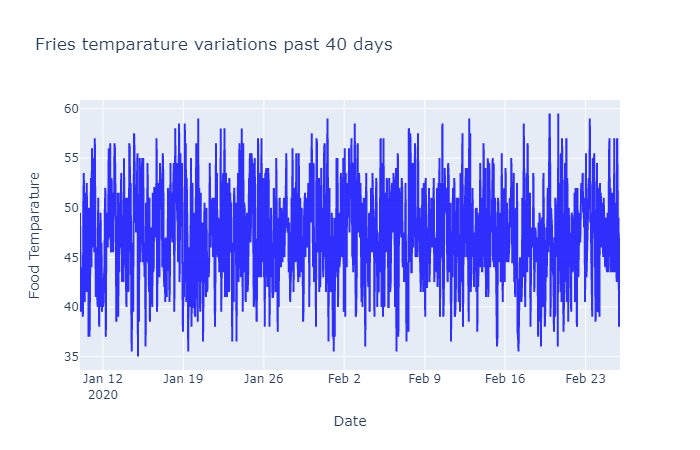 Fries temparature variations past 40 days
60
55
50
45
40
35
Food Temparature
Jan 12 Jan 19 Jan 26 Feb 2 Feb 9 Feb 16 Feb 23
2020
Date